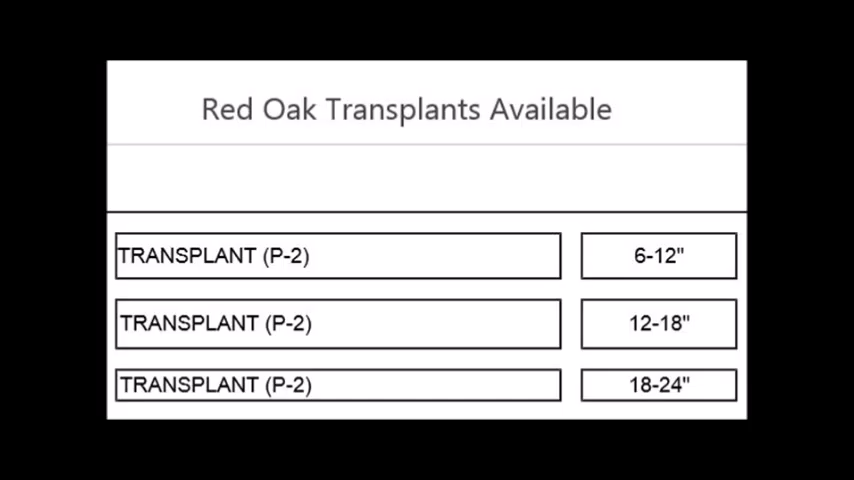 Red Oak Transplants Available
TRANSPLANT (P-2) 6-12"
TRANSPLANT (P-2) 12-18"
TRANSPLANT (P-2) 18-24"